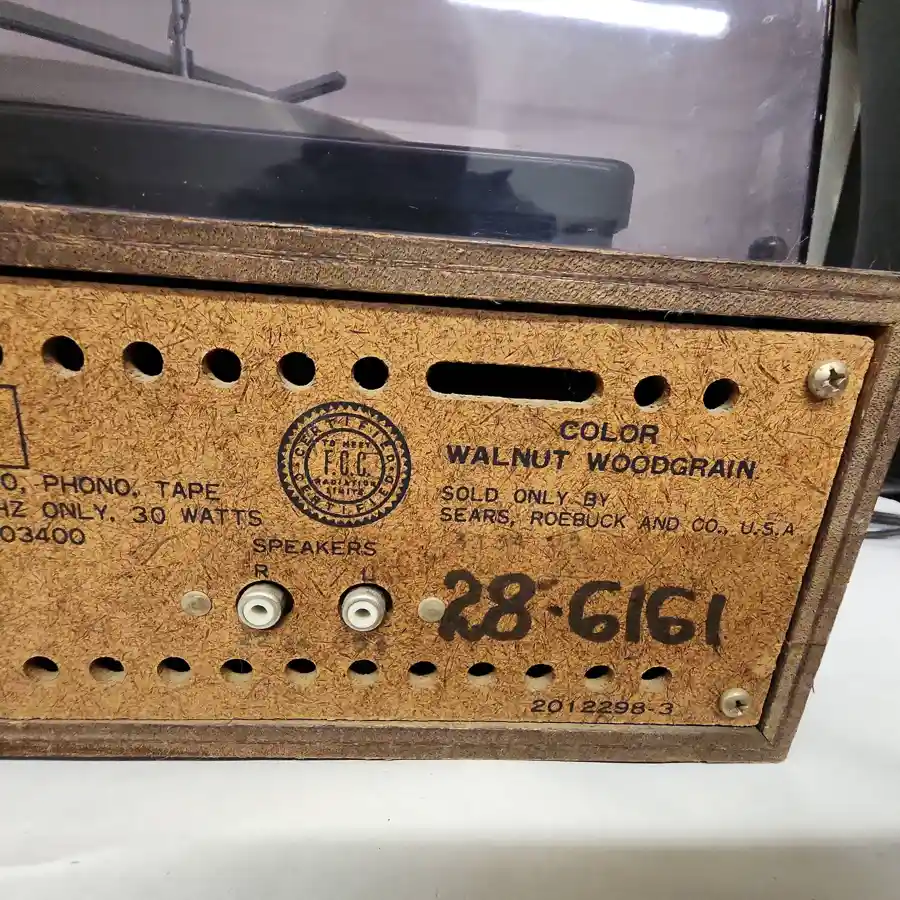 COLOR
WALNUT WOODGRAIN
SOLD ONLY BY
SEARS, ROEBUCK AND CO., U.S.A
CERTIFIED
TO MEET
F.C.C.
RADIATION
LIMITS
CERTIFIED
O, PHONO, TAPE
HZ ONLY, 30 WATTS
03400
SPEAKERS
R L
28-6161
2012298-3